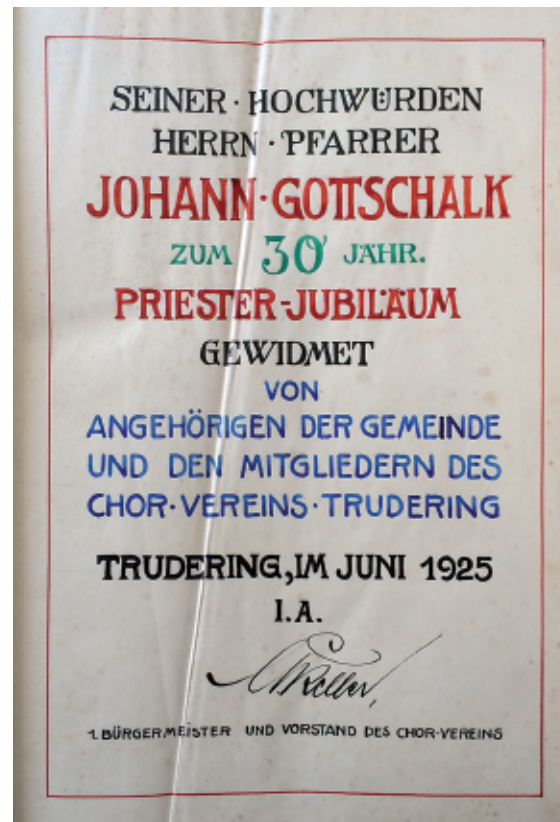 SEINER · HOCHWÜRDEN
HERRN · PFARRER
JOHANN · GOTTSCHALK
ZUM 30 JÄHR.
PRIESTER-JUBILÄUM
GEWIDMET
VON
ANGEHÖRIGEN DER GEMEINDE
UND DEN MITGLIEDERN DES
CHOR·VEREINS·TRUDERING
TRUDERING, IM JUNI 1925
I.A.
1. BÜRGERMEISTER UND VORSTAND DES CHOR-VEREINS